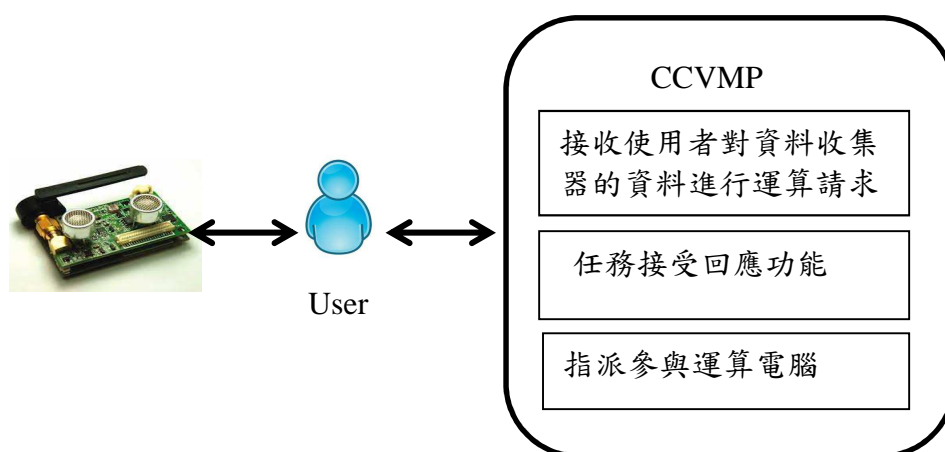 CCVMP
接收使用者對資料收集
器的資料進行運算請求
任務接受回應功能
指派參與運算電腦
User